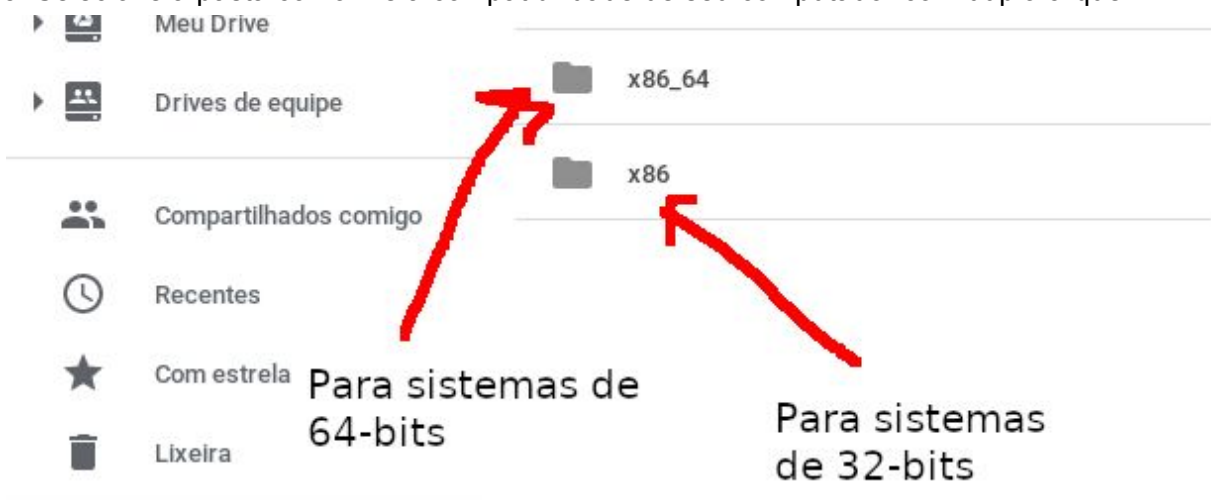 Meu Drive
x86_64
Drives de equipe
x86
Compartilhados comigo
Recentes
Com estrela
Para sistemas de
64-bits
Para sistemas
de 32-bits
Lixeira